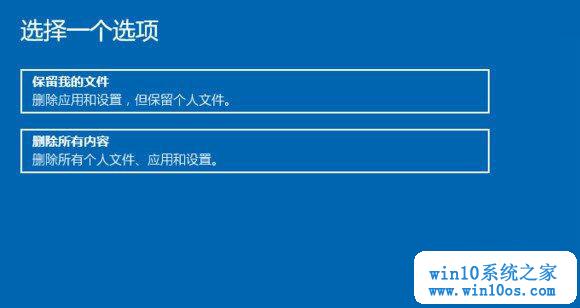 选择一个选项
保留我的文件
删除应用和设置，但保留个人文件。
删除所有内容
删除所有个人文件、应用和设置。
win10系统之家
www.win10os.com